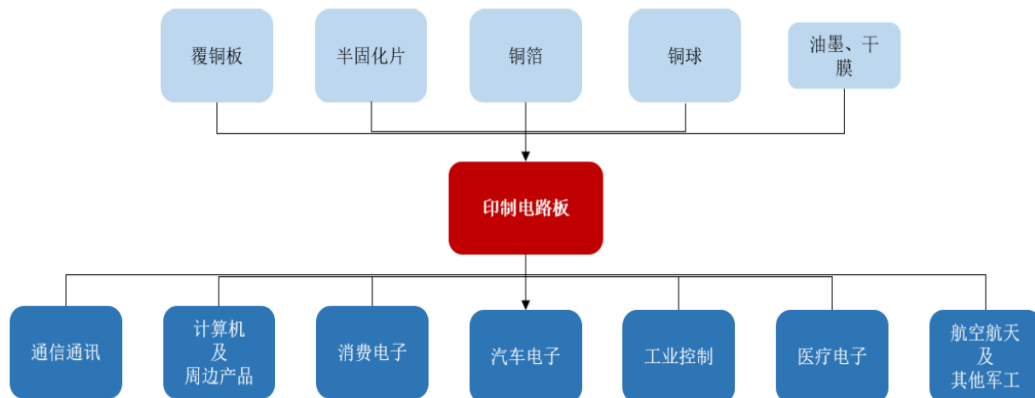 覆铜板
半固化片
铜箔
铜球
油墨、干
膜
印制电路板
通信通讯
计算机
及
周边产品
消费电子
汽车电子
工业控制
医疗电子
航空航天
及
其他军工